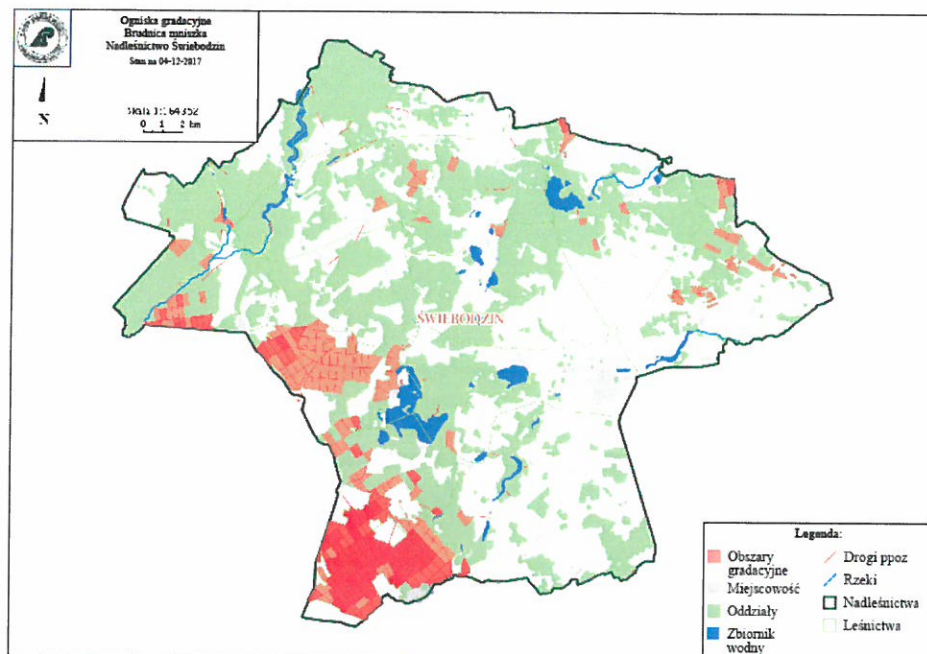 Ogniska gradacyjne
Brudnica mniszka
Nadleśnictwo Świebodzin
Stan na 04-12-2017
N
0 1 2 km
ŚWIEBODZIN
Legenda:
Obszary gradacyjne
Miejscowość
Oddziały
Zbiornik wodny
Drogi ppoz
Rzeki
Nadleśnictwa
Leśnictwa